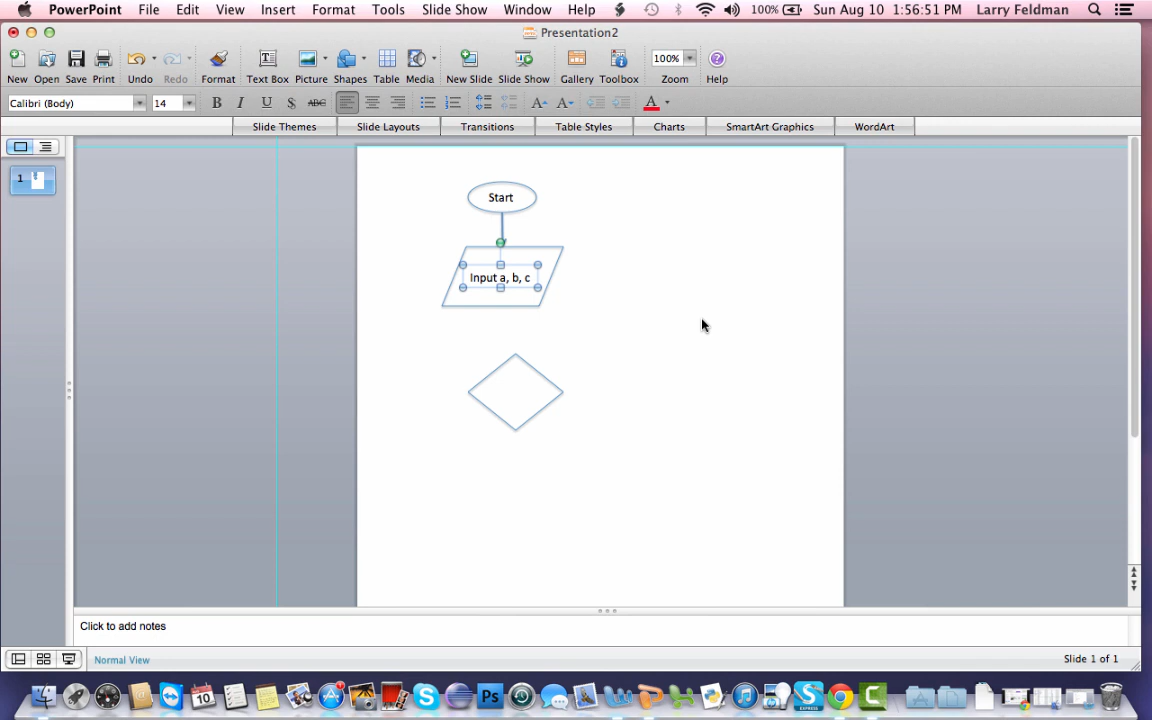 PowerPoint File Edit View Insert Format Tools Slide Show Window Help 100% Sun Aug 10 1:56:51 PM Larry Feldman
Presentation2
100%
New Open Save Print Undo Redo Format Text Box Picture Shapes Table Media New Slide Slide Show Gallery Toolbox Zoom Help
Calibri (Body) 14 B I U S ABC A A A
Slide Themes Slide Layouts Transitions Table Styles Charts SmartArt Graphics WordArt
1
Start
Input a, b, c
Click to add notes
Normal View Slide 1 of 1
10 Ps S EXPRESS C